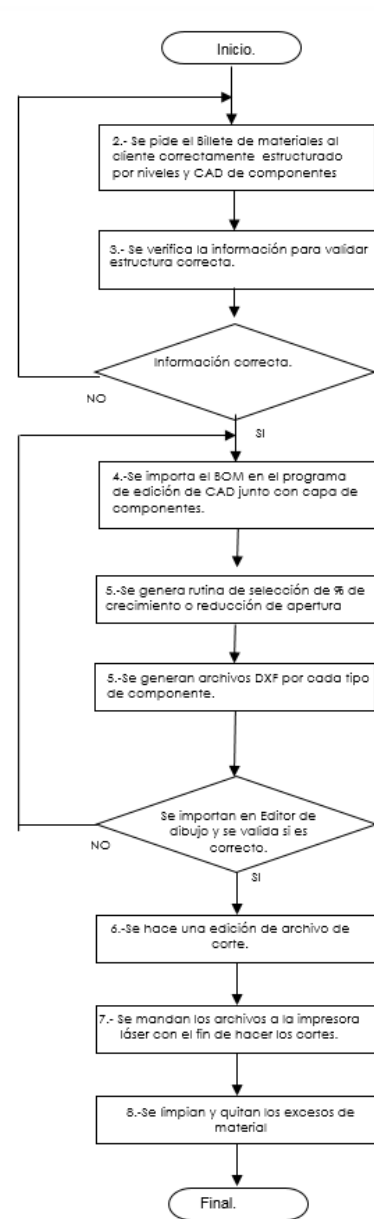 Inicio.
2.- Se pide el Billete de materiales al
cliente correctamente estructurado
por niveles y CAD de componentes
3.- Se verifica la información para validar
estructura correcta.
Información correcta.
NO
SI
4.-Se importa el BOM en el programa
de edición de CAD junto con capa de
componentes.
5.-Se genera rutina de selección de % de
crecimiento o reducción de apertura
5.-Se generan archivos DXF por cada tipo
de componente.
Se importan en Editor de
dibujo y se valida si es
correcto.
NO
SI
6.-Se hace una edición de archivo de
corte.
7.- Se mandan los archivos a la impresora
láser con el fin de hacer los cortes.
8.-Se limpian y quitan los excesos de
material
Final.